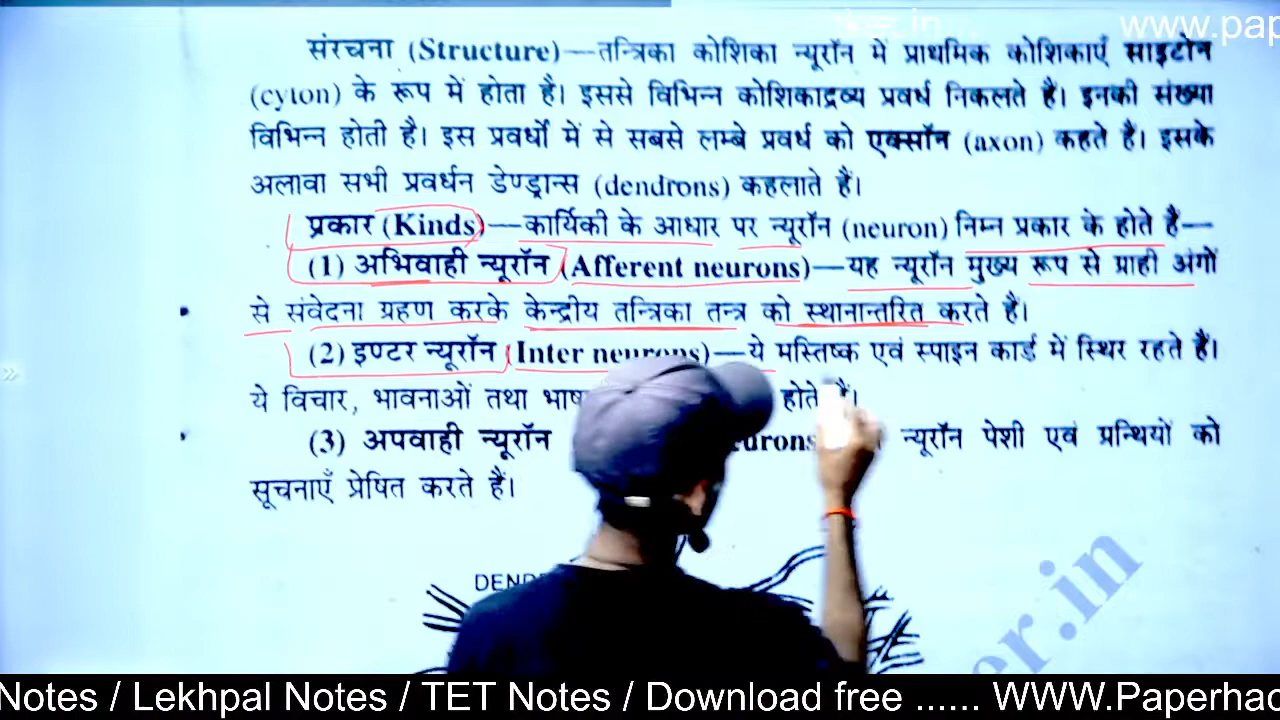 www.pap
संरचना (Structure)—तन्त्रिका कोशिका न्यूरॉन में प्राथमिक कोशिकाएँ साइटोन
(cyton) के रूप में होता है। इससे विभिन्न कोशिकाद्रव्य प्रवर्ध निकलते हैं। इनकी संख्या
विभिन्न होती है। इस प्रवर्धों में से सबसे लम्बे प्रवर्ध को एक्सॉन (axon) कहते हैं। इसके
अलावा सभी प्रवर्धन डेण्ड्रान्स (dendrons) कहलाते हैं।
प्रकार (Kinds)—कार्यिकी के आधार पर न्यूरॉन (neuron) निम्न प्रकार के होते है—
(1) अभिवाही न्यूरॉन (Afferent neurons)—यह न्यूरॉन मुख्य रूप से प्राही अंगों
से संवेदना ग्रहण करके केन्द्रीय तन्त्रिका तन्त्र को स्थानान्तरित करते हैं।
(2) इण्टर न्यूरॉन (Inter neurons)—ये मस्तिष्क एवं स्पाइन कार्ड में स्थिर रहते हैं।
ये विचार, भावनाओं तथा होते हैं।
(3) अपवाही न्यूरॉन न्यूरॉन पेशी एवं ग्रन्थियों को
सूचनाएँ प्रेषित करते हैं।
DEND
er.in
Notes / Lekhpal Notes / TET Notes / Download free ...... WWW.Paperhac